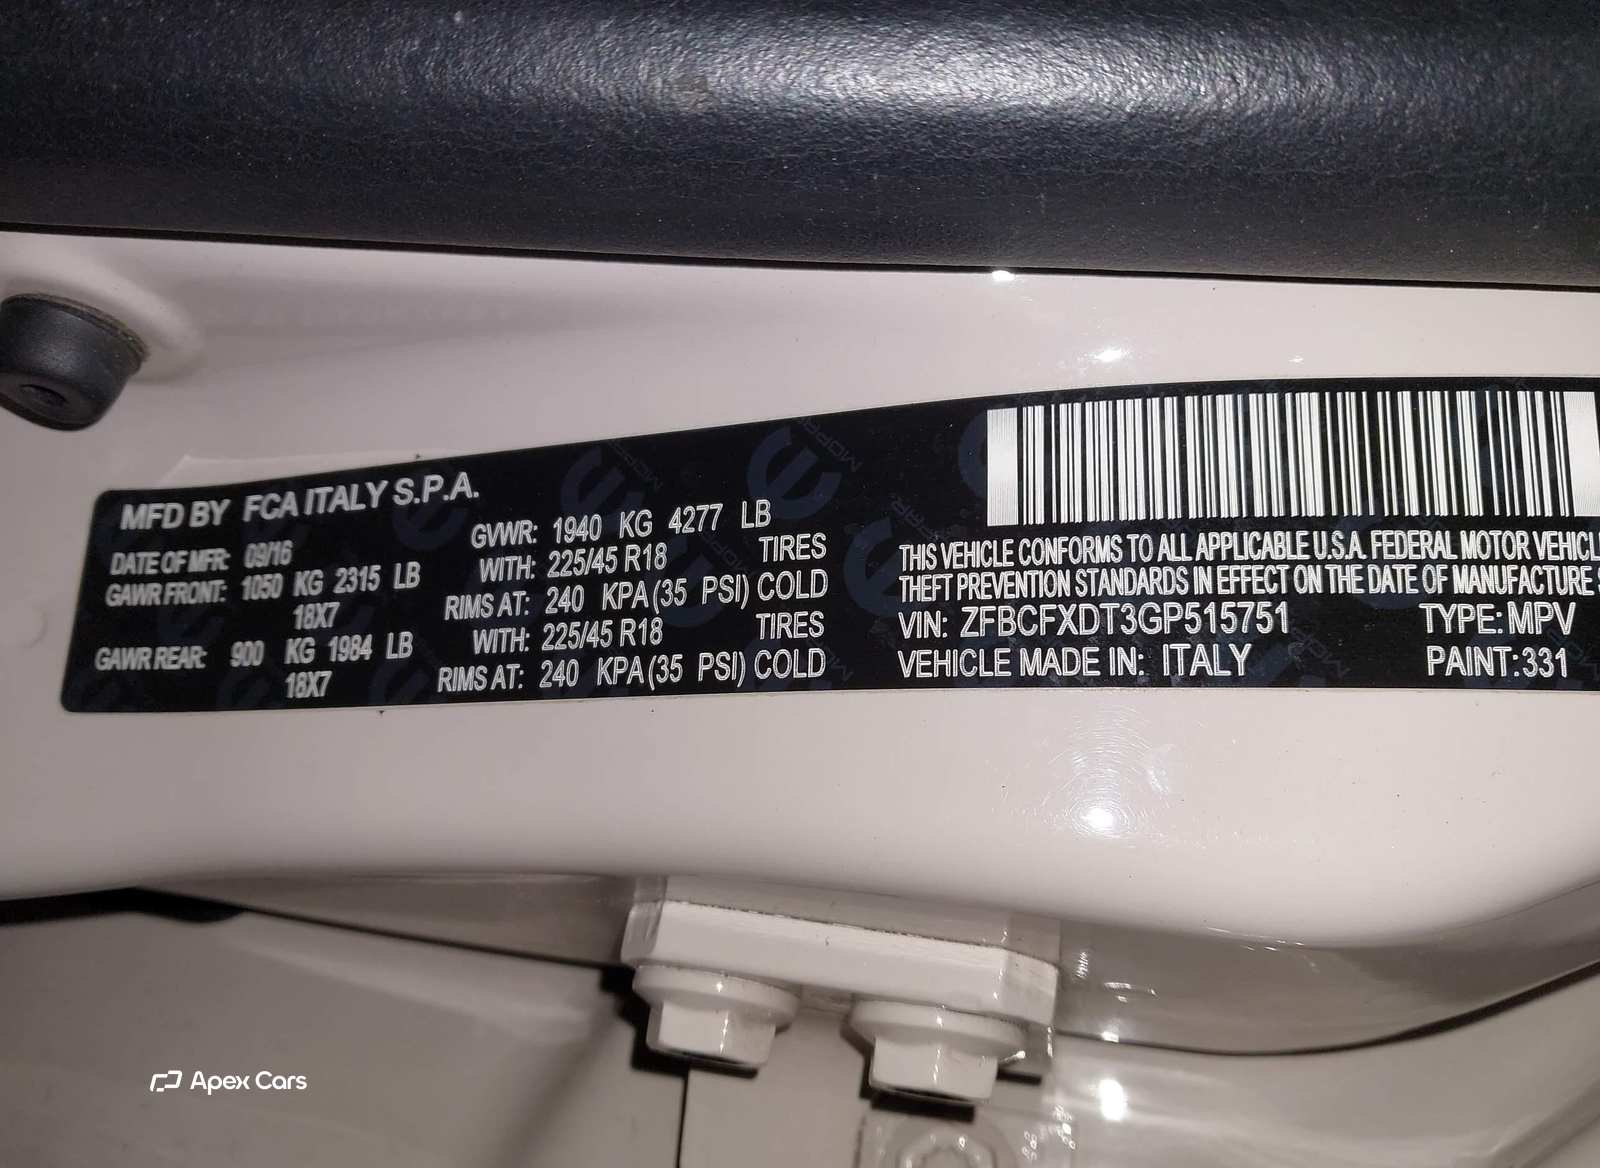 MFD BY FCA ITALY S.P.A.
DATE OF MFR: 09/16
GVWR: 1940 KG 4277 LB
GAWR FRONT: 1050 KG 2315 LB
WITH: 225/45 R18 TIRES
18X7
RIMS AT: 240 KPA (35 PSI) COLD
GAWR REAR: 900 KG 1984 LB
WITH: 225/45 R18 TIRES
18X7
RIMS AT: 240 KPA (35 PSI) COLD
THIS VEHICLE CONFORMS TO ALL APPLICABLE U.S.A. FEDERAL MOTOR VEHICL
THEFT PREVENTION STANDARDS IN EFFECT ON THE DATE OF MANUFACTURE S
VIN: ZFBCFXDT3GP515751 TYPE: MPV
VEHICLE MADE IN: ITALY PAINT: 331
MOPAR
MOPAR
MOPAR
Apex Cars